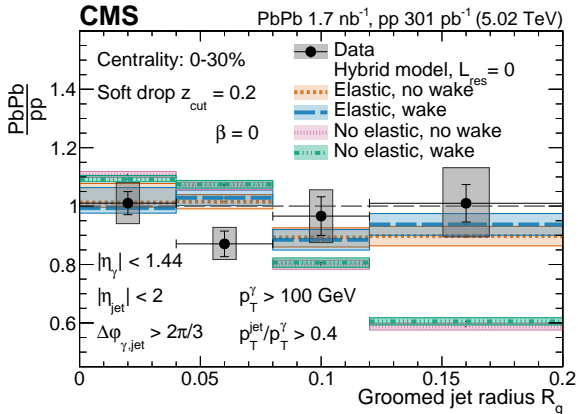 CMS
PbPb 1.7 nb⁻¹, pp 301 pb⁻¹ (5.02 TeV)
PbPb
pp
Centrality: 0-30%
Soft drop z_cut = 0.2
β = 0
Data
Hybrid model, L_res = 0
Elastic, no wake
Elastic, wake
No elastic, no wake
No elastic, wake
1.4
1.2
1
0.8
0.6
|η_γ| < 1.44
|η_jet| < 2
p_T^γ > 100 GeV
Δφ_γ,jet > 2π/3
p_T^jet/p_T^γ > 0.4
0 0.05 0.1 0.15 0.2
Groomed jet radius R_g